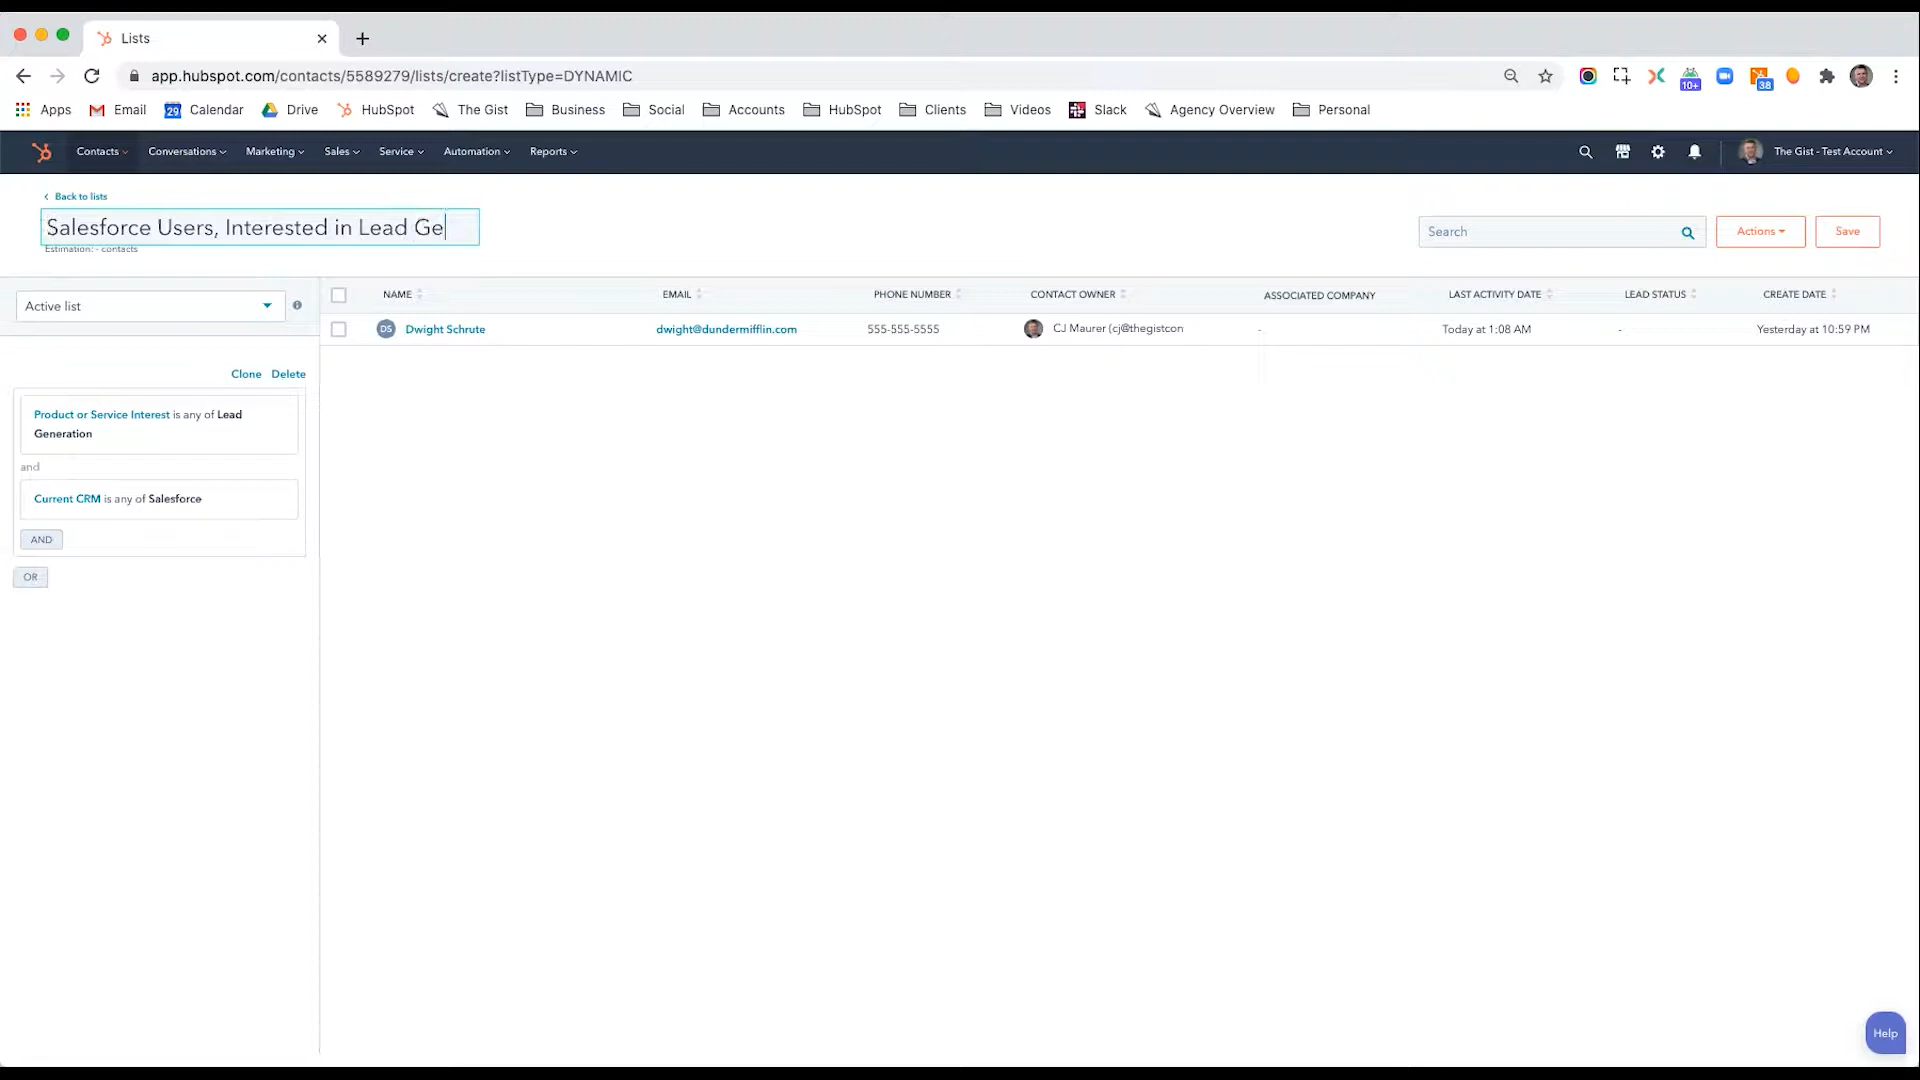 Lists
app.hubspot.com/contacts/5589279/lists/create?listType=DYNAMIC
10+
38
Apps Email 29 Calendar Drive HubSpot The Gist Business Social Accounts HubSpot Clients Videos Slack Agency Overview Personal
Contacts Conversations Marketing Sales Service Automation Reports The Gist - Test Account
Back to lists
Salesforce Users, Interested in Lead Ge
Estimation: - contacts
Search Actions Save
Active list
NAME EMAIL PHONE NUMBER CONTACT OWNER ASSOCIATED COMPANY LAST ACTIVITY DATE LEAD STATUS CREATE DATE
DS Dwight Schrute dwight@dundermifflin.com 555-555-5555 CJ Maurer (cj@thegistcon - Today at 1:08 AM - Yesterday at 10:59 PM
Clone Delete
Product or Service Interest is any of Lead
Generation
and
Current CRM is any of Salesforce
AND
OR
Help